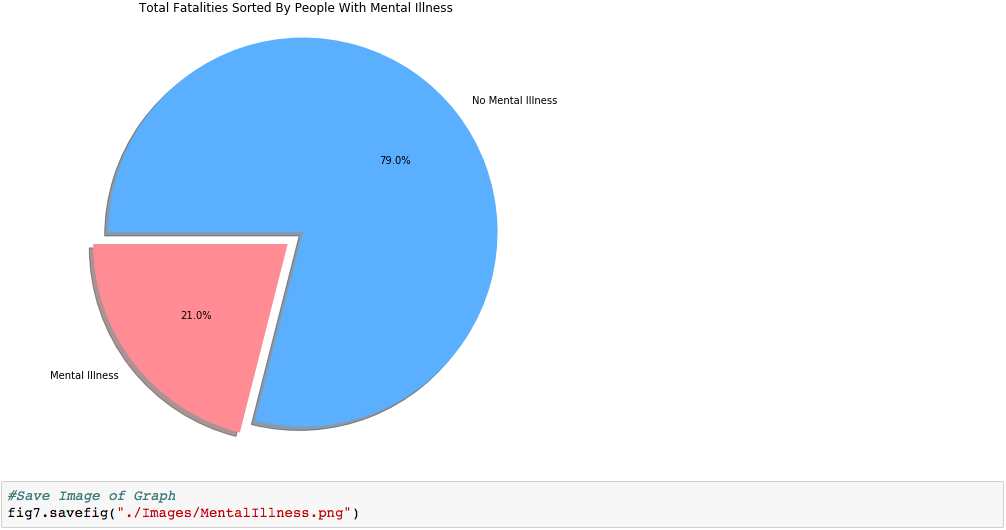 Total Fatalities Sorted By People With Mental Illness
No Mental Illness
79.0%
21.0%
Mental Illness
#Save Image of Graph
fig7.savefig("./Images/MentalIllness.png")